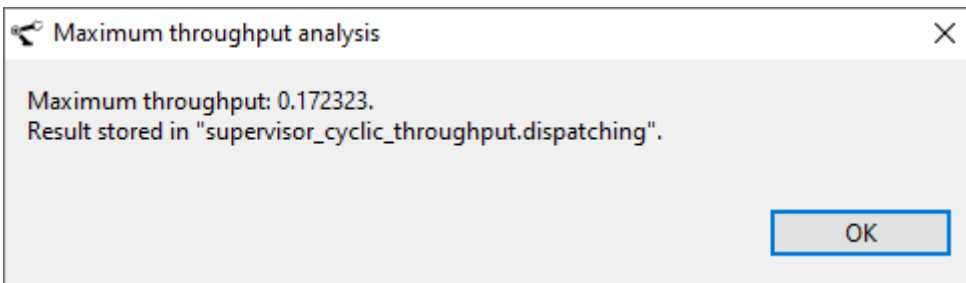 Maximum throughput analysis
Maximum throughput: 0.172323.
Result stored in "supervisor_cyclic_throughput.dispatching".
OK